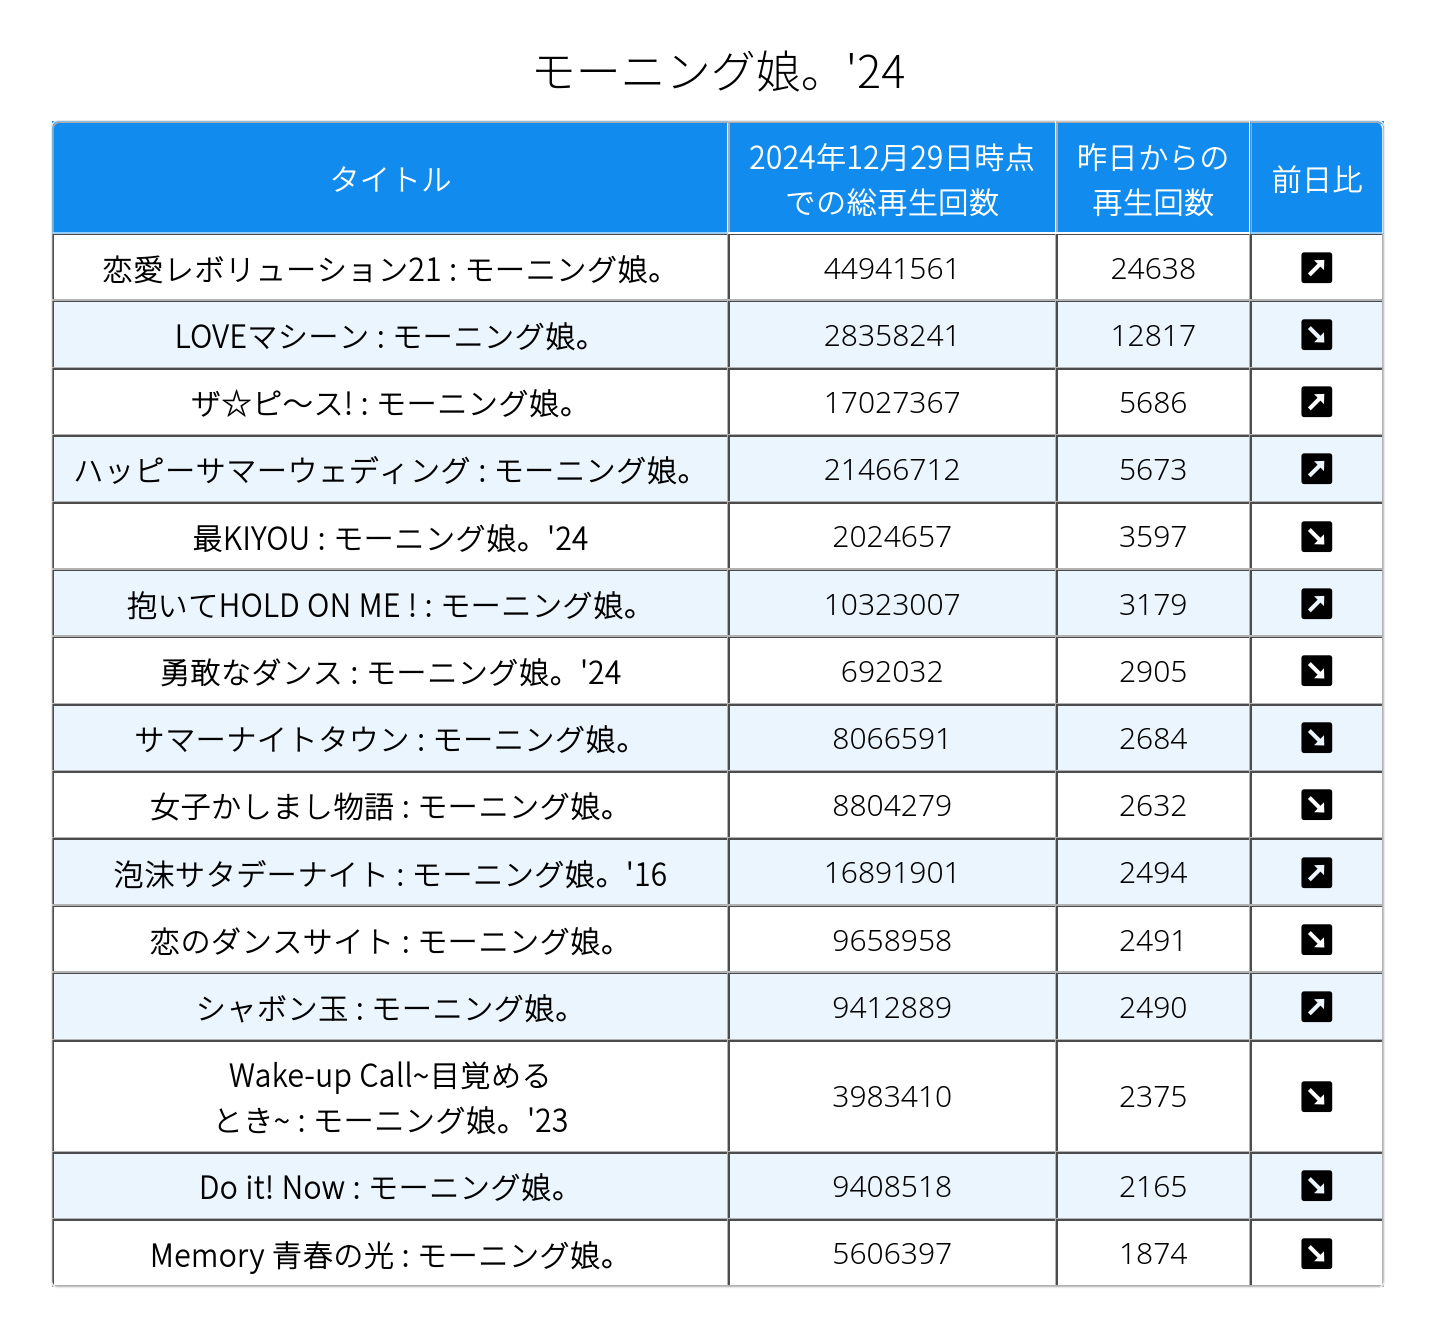 モーニング娘。'24
タイトル
2024年12月29日時点
での総再生回数
昨日からの
再生回数
前日比
恋愛レボリューション21 : モーニング娘。 44941561 24638 ↗
LOVEマシーン : モーニング娘。 28358241 12817 ↘
ザ☆ピ〜ス! : モーニング娘。 17027367 5686 ↗
ハッピーサマーウェディング : モーニング娘。 21466712 5673 ↗
最KIYOU : モーニング娘。'24 2024657 3597 ↘
抱いてHOLD ON ME ! : モーニング娘。 10323007 3179 ↗
勇敢なダンス : モーニング娘。'24 692032 2905 ↘
サマーナイトタウン : モーニング娘。 8066591 2684 ↘
女子かしまし物語 : モーニング娘。 8804279 2632 ↘
泡沫サタデーナイト : モーニング娘。'16 16891901 2494 ↗
恋のダンスサイト : モーニング娘。 9658958 2491 ↘
シャボン玉 : モーニング娘。 9412889 2490 ↗
Wake-up Call~目覚める
とき~ : モーニング娘。'23 3983410 2375 ↘
Do it! Now : モーニング娘。 9408518 2165 ↘
Memory 青春の光 : モーニング娘。 5606397 1874 ↘